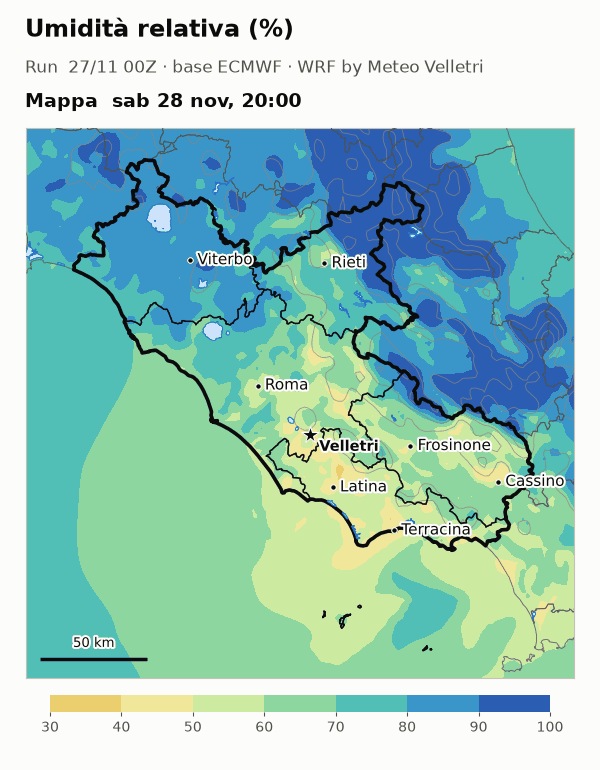 Umidità relativa (%)
Run  27/11 00Z · base ECMWF · WRF by Meteo Velletri
Mappa  sab 28 nov, 20:00
Viterbo
Rieti
Roma
Velletri
Frosinone
Cassino
Latina
Terracina
50 km
30 40 50 60 70 80 90 100